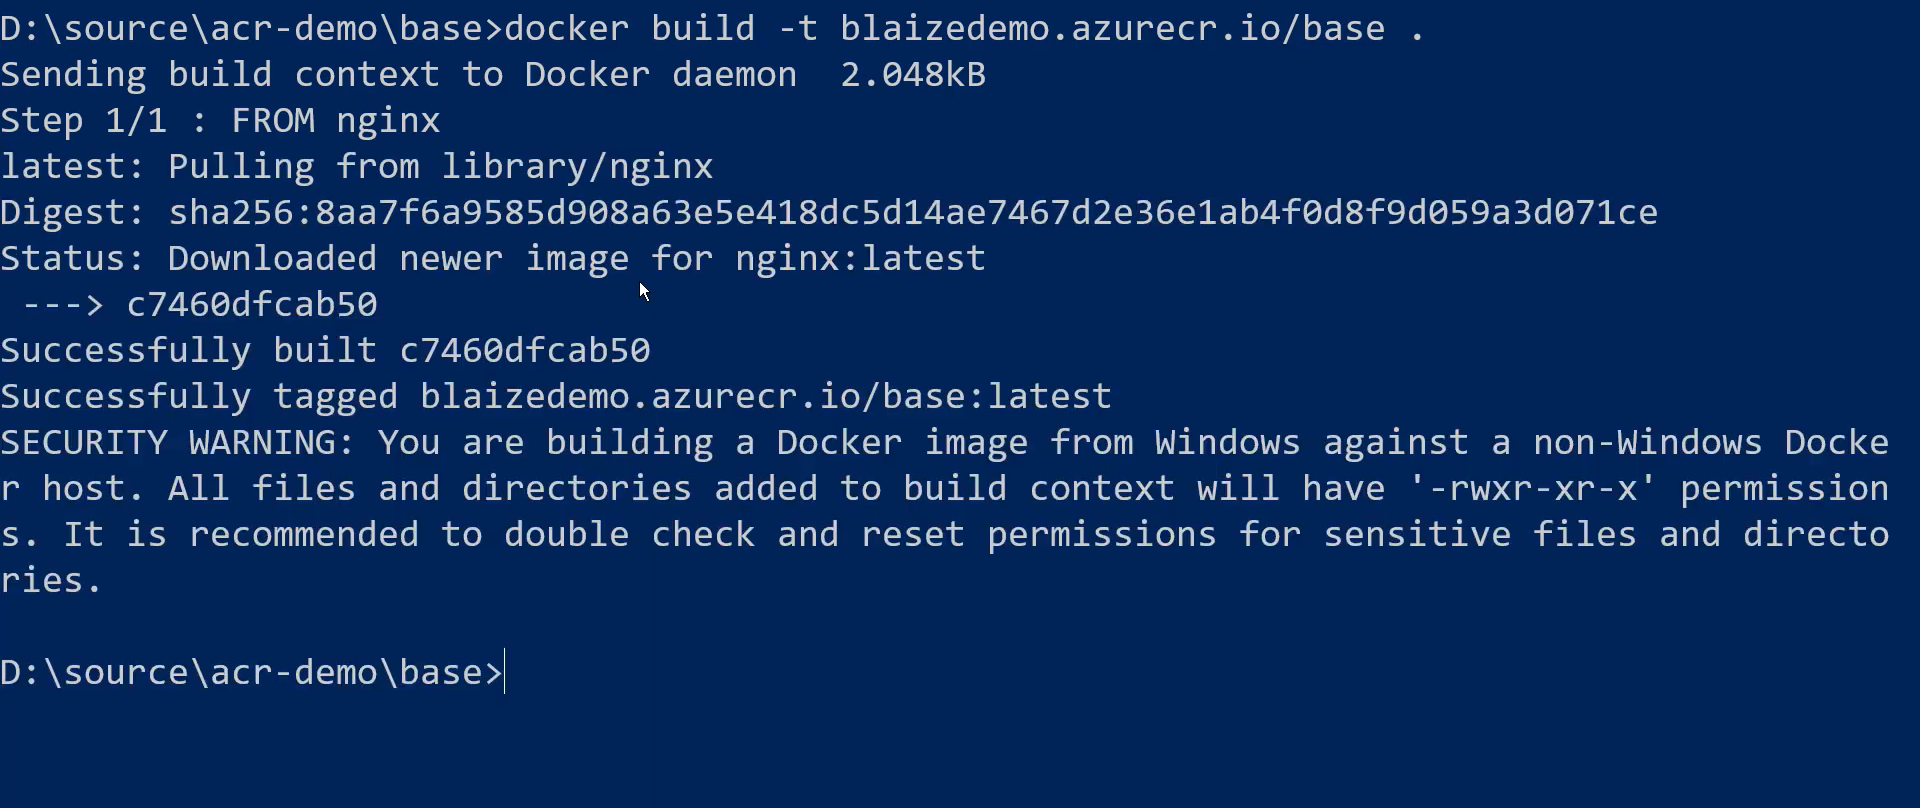 D:\source\acr-demo\base>docker build -t blaizedemo.azurecr.io/base .
Sending build context to Docker daemon  2.048kB
Step 1/1 : FROM nginx
latest: Pulling from library/nginx
Digest: sha256:8aa7f6a9585d908a63e5e418dc5d14ae7467d2e36e1ab4f0d8f9d059a3d071ce
Status: Downloaded newer image for nginx:latest
 ---> c7460dfcab50
Successfully built c7460dfcab50
Successfully tagged blaizedemo.azurecr.io/base:latest
SECURITY WARNING: You are building a Docker image from Windows against a non-Windows Docke
r host. All files and directories added to build context will have '-rwxr-xr-x' permission
s. It is recommended to double check and reset permissions for sensitive files and directo
ries.
D:\source\acr-demo\base>